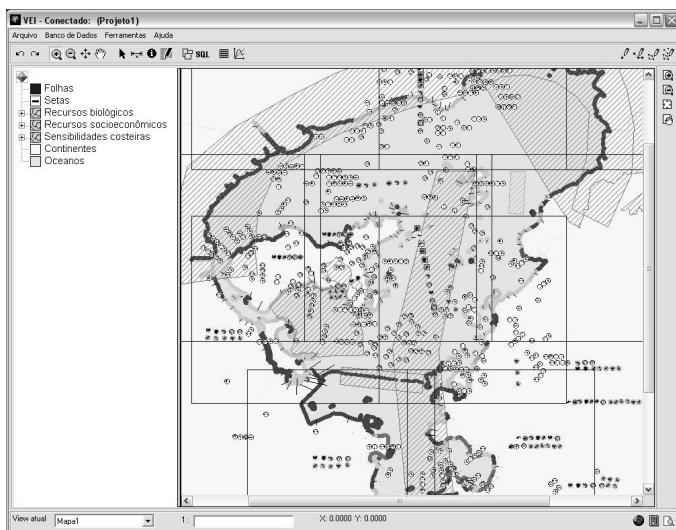 VEI - Conectado: (Projeto1)
Arquivo Banco de Dados Ferramentas Ajuda
SQL
Folhas
Setas
Recursos biológicos
Recursos socioeconômicos
Sensibilidades costeiras
Continentes
Oceanos
View atual Mapa1 1 : X: 0.0000 Y: 0.0000